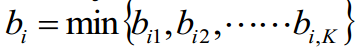 b_i = min{b_{i1}, b_{i2}, ⋯⋯b_{i,K}}